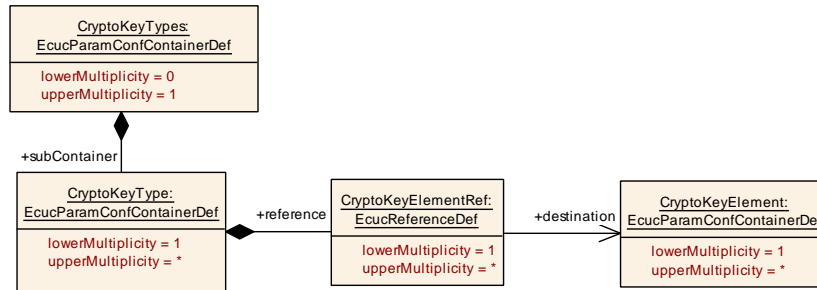 CryptoKeyTypes:
EcucParamConfContainerDef
lowerMultiplicity = 0
upperMultiplicity = 1
+subContainer
CryptoKeyType:
EcucParamConfContainerDef
lowerMultiplicity = 1
upperMultiplicity = *
+reference
CryptoKeyElementRef:
EcucReferenceDef
lowerMultiplicity = 1
upperMultiplicity = *
+destination
CryptoKeyElement:
EcucParamConfContainerDe
lowerMultiplicity = 1
upperMultiplicity = *